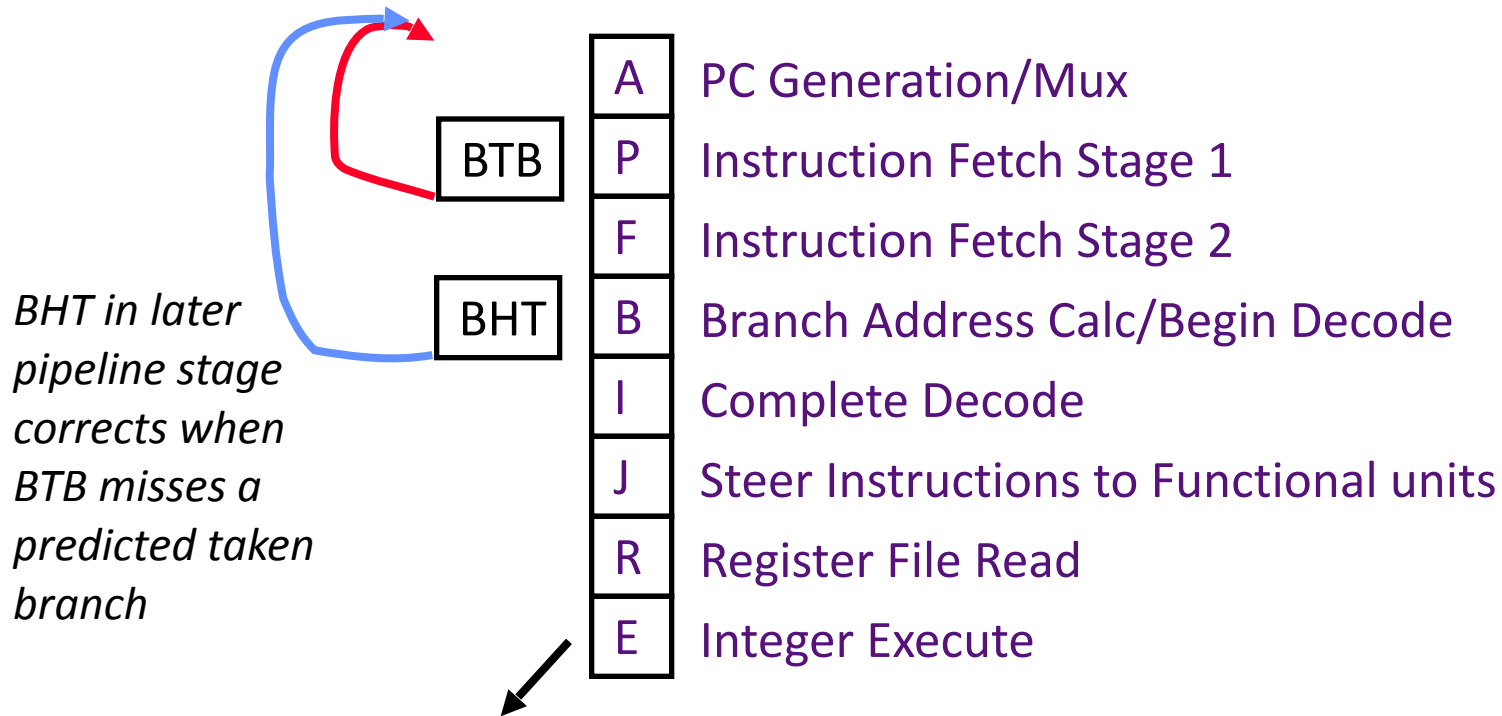 A PC Generation/Mux
BTB P Instruction Fetch Stage 1
F Instruction Fetch Stage 2
BHT B Branch Address Calc/Begin Decode
I Complete Decode
J Steer Instructions to Functional units
R Register File Read
E Integer Execute
BHT in later
pipeline stage
corrects when
BTB misses a
predicted taken
branch